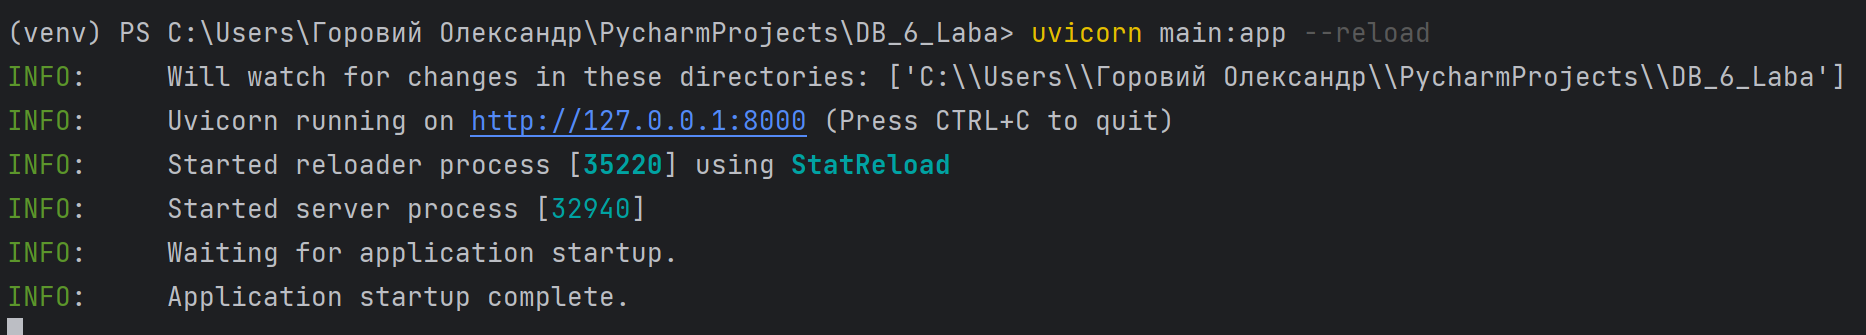 (venv) PS C:\Users\Горовий Олександр\PycharmProjects\DB_6_Laba> uvicorn main:app --reload
INFO:     Will watch for changes in these directories: ['C:\\Users\\Горовий Олександр\\PycharmProjects\\DB_6_Laba']
INFO:     Uvicorn running on http://127.0.0.1:8000 (Press CTRL+C to quit)
INFO:     Started reloader process [35220] using StatReload
INFO:     Started server process [32940]
INFO:     Waiting for application startup.
INFO:     Application startup complete.